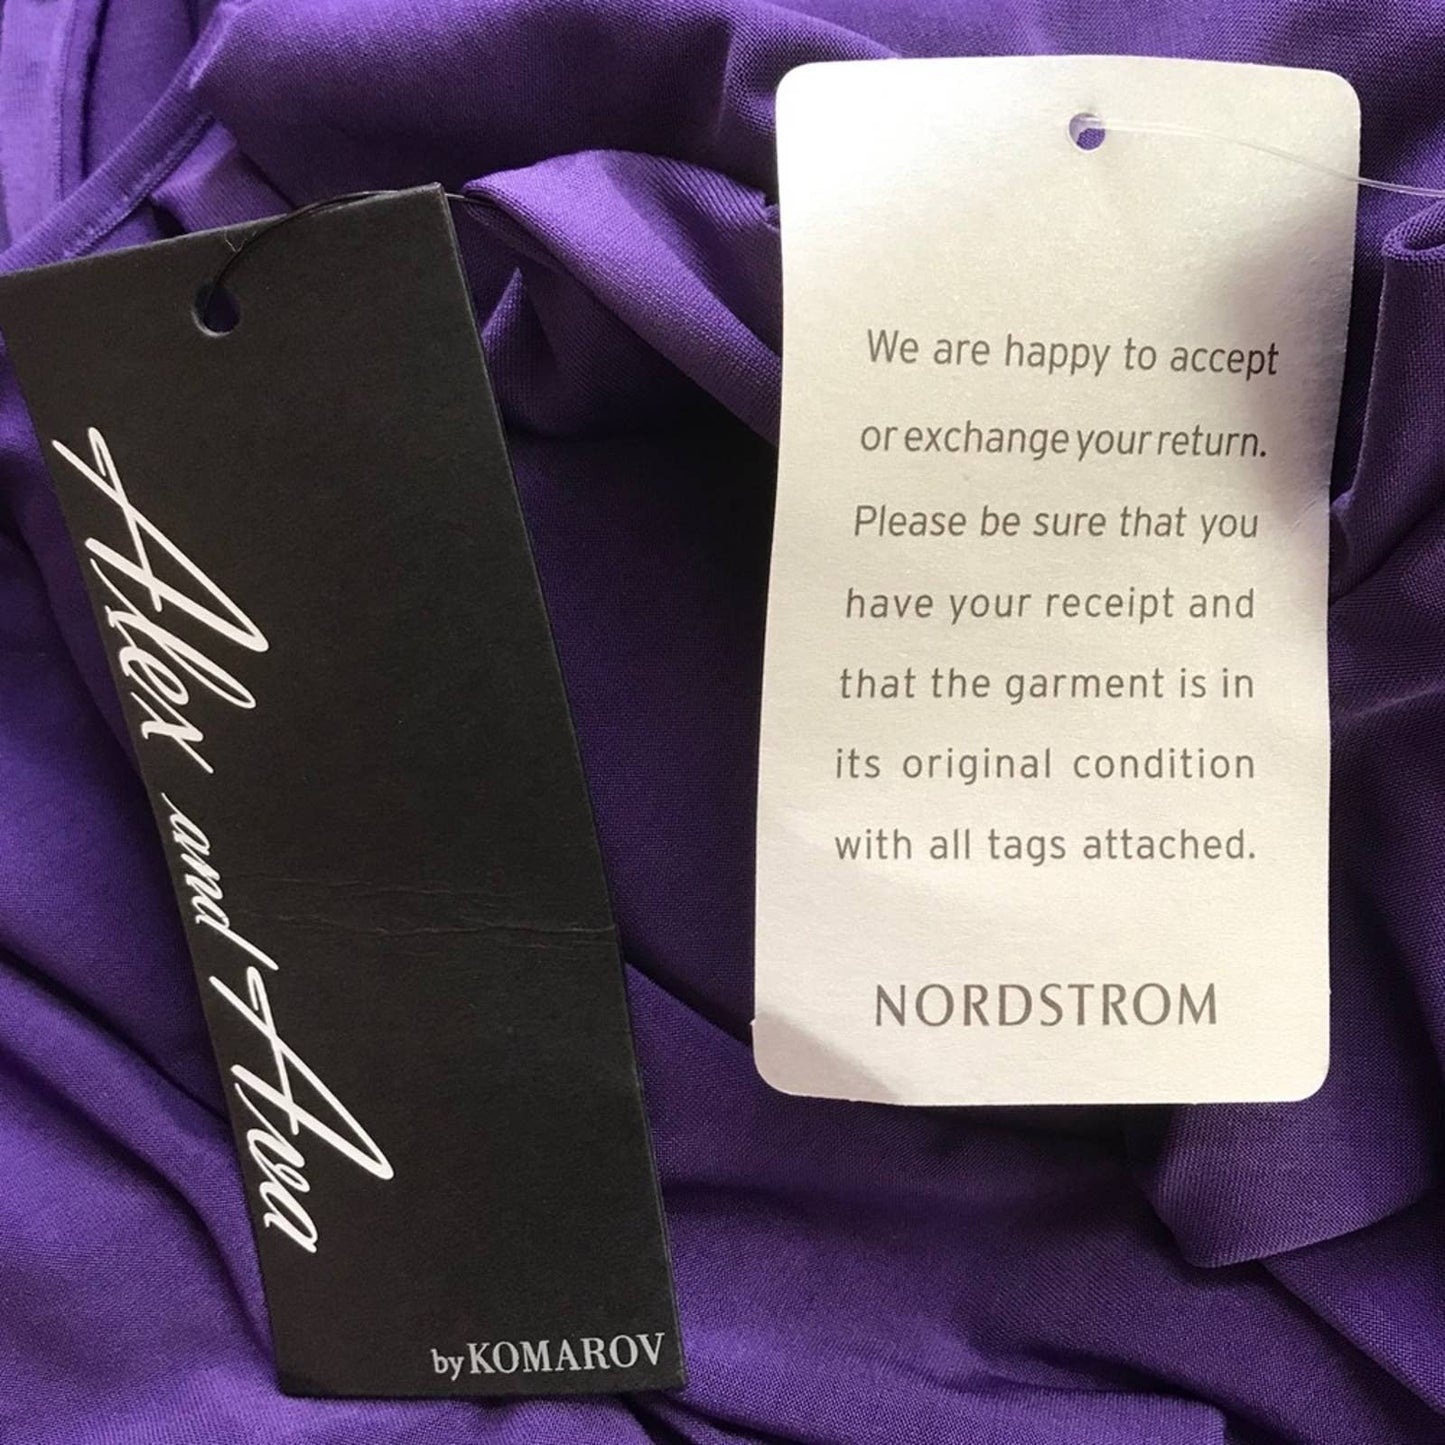 Alex and Ava
by KOMAROV
We are happy to accept
or exchange your return.
Please be sure that you
have your receipt and
that the garment is in
its original condition
with all tags attached.
NORDSTROM